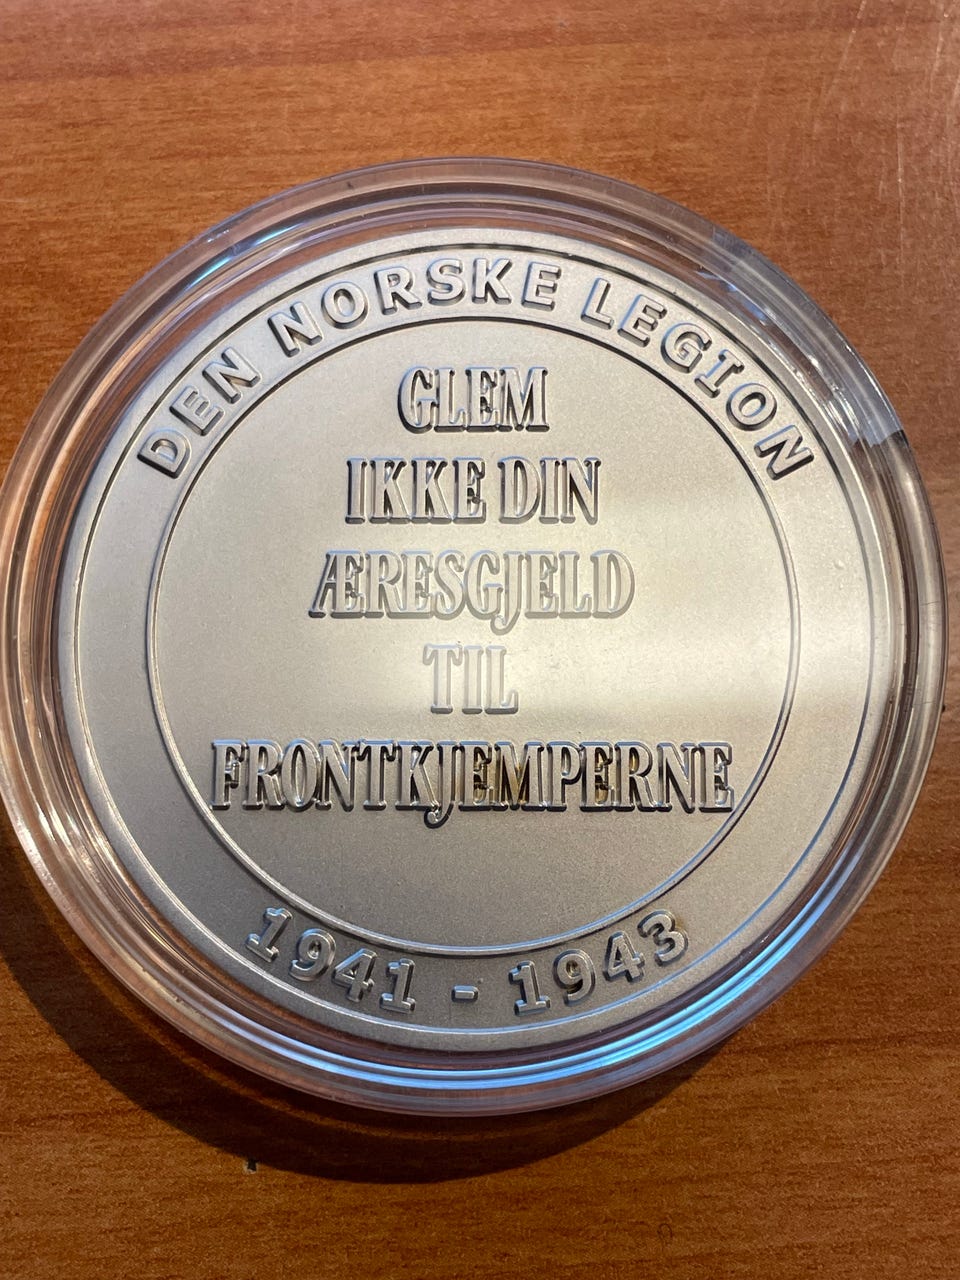 DEN NORSKE LEGION
GLEM
IKKE DIN
ÆRESGJELD
TIL
FRONTKJEMPERNE
1941 - 1943